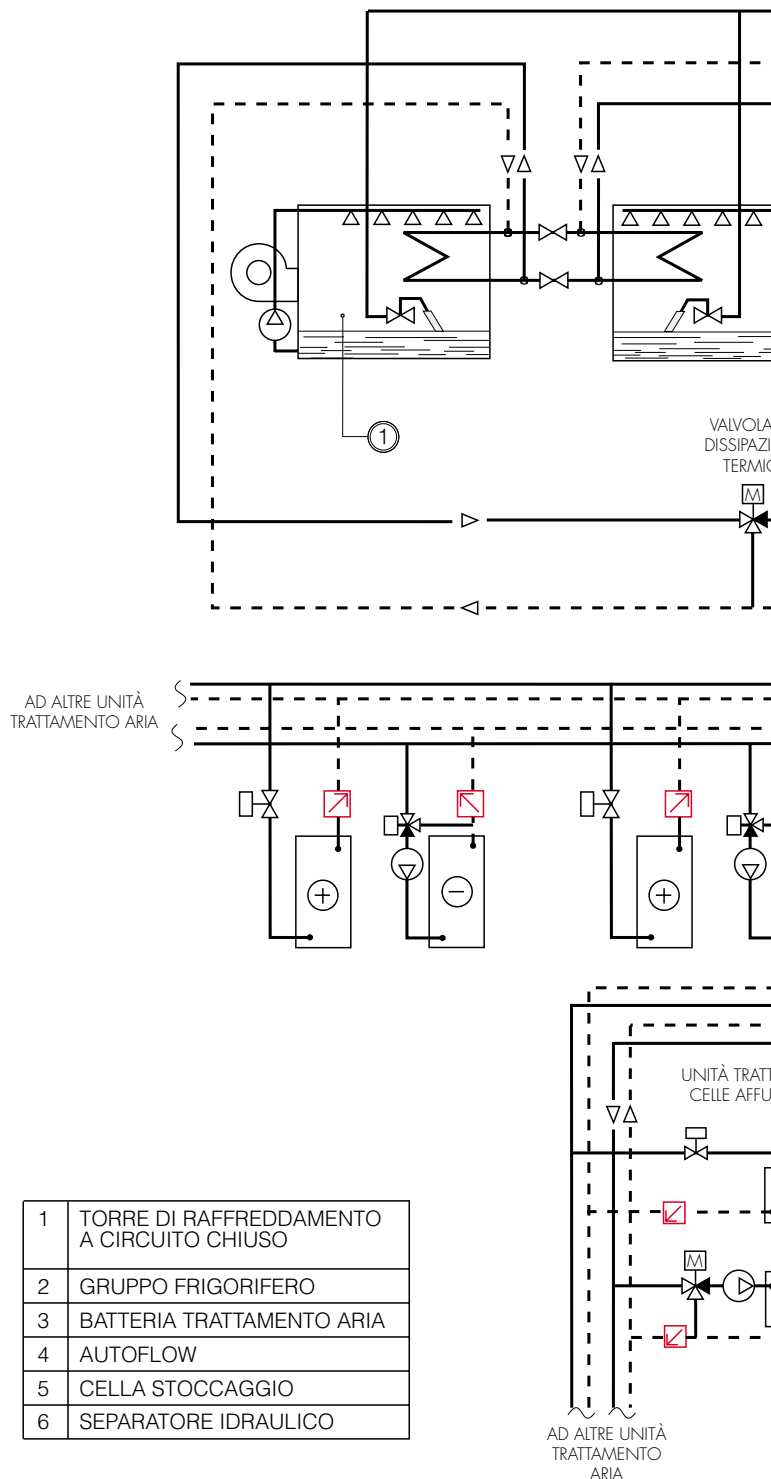 1
VALVOLA
DISSIPAZI
TERMIC
M
AD ALTRE UNITÀ
TRATTAMENTO ARIA
+
−
+
UNITÀ TRATT
CELLE AFFU
M
1 TORRE DI RAFFREDDAMENTO
A CIRCUITO CHIUSO
2 GRUPPO FRIGORIFERO
3 BATTERIA TRATTAMENTO ARIA
4 AUTOFLOW
5 CELLA STOCCAGGIO
6 SEPARATORE IDRAULICO
AD ALTRE UNITÀ
TRATTAMENTO
ARIA